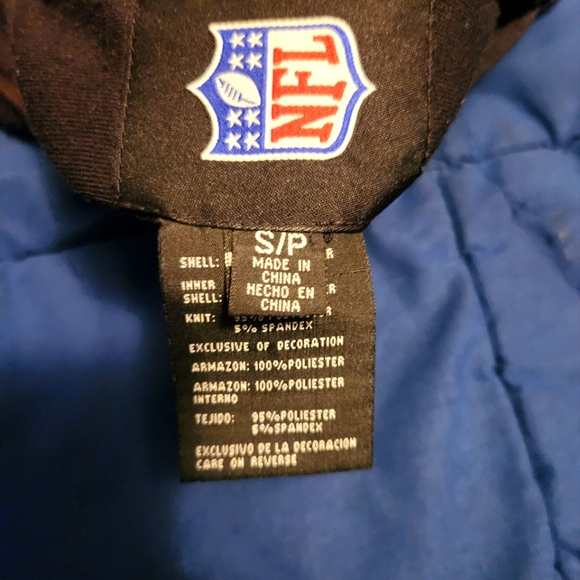 NFL
S/P
MADE IN
CHINA
HECHO EN
CHINA
SHELL:
R
INNER
SHELL:
R
KNIT:
R
5% SPANDEX
EXCLUSIVE OF DECORATION
ARMAZON: 100%POLIESTER
ARMAZON: 100%POLIESTER
INTERNO
TEJIDO: 95%POLIESTER
5%SPANDEX
EXCLUSIVO DE LA DECORACION
CARE ON REVERSE